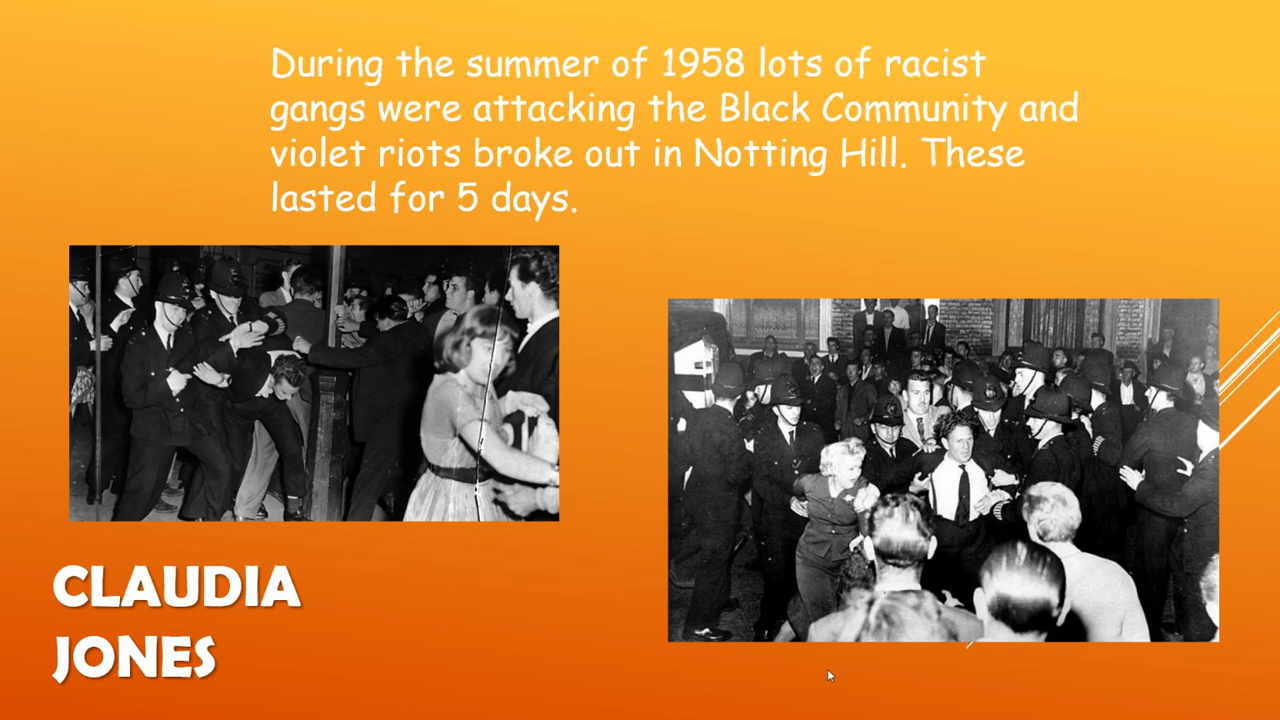 During the summer of 1958 lots of racist
gangs were attacking the Black Community and
violet riots broke out in Notting Hill. These
lasted for 5 days.
CLAUDIA
JONES